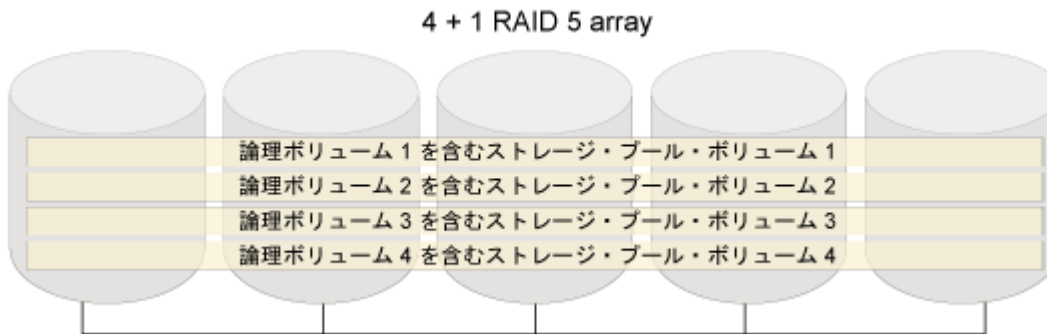 4 + 1 RAID 5 array
論理ボリューム 1 を含むストレージ・プール・ボリューム 1
論理ボリューム 2 を含むストレージ・プール・ボリューム 2
論理ボリューム 3 を含むストレージ・プール・ボリューム 3
論理ボリューム 4 を含むストレージ・プール・ボリューム 4